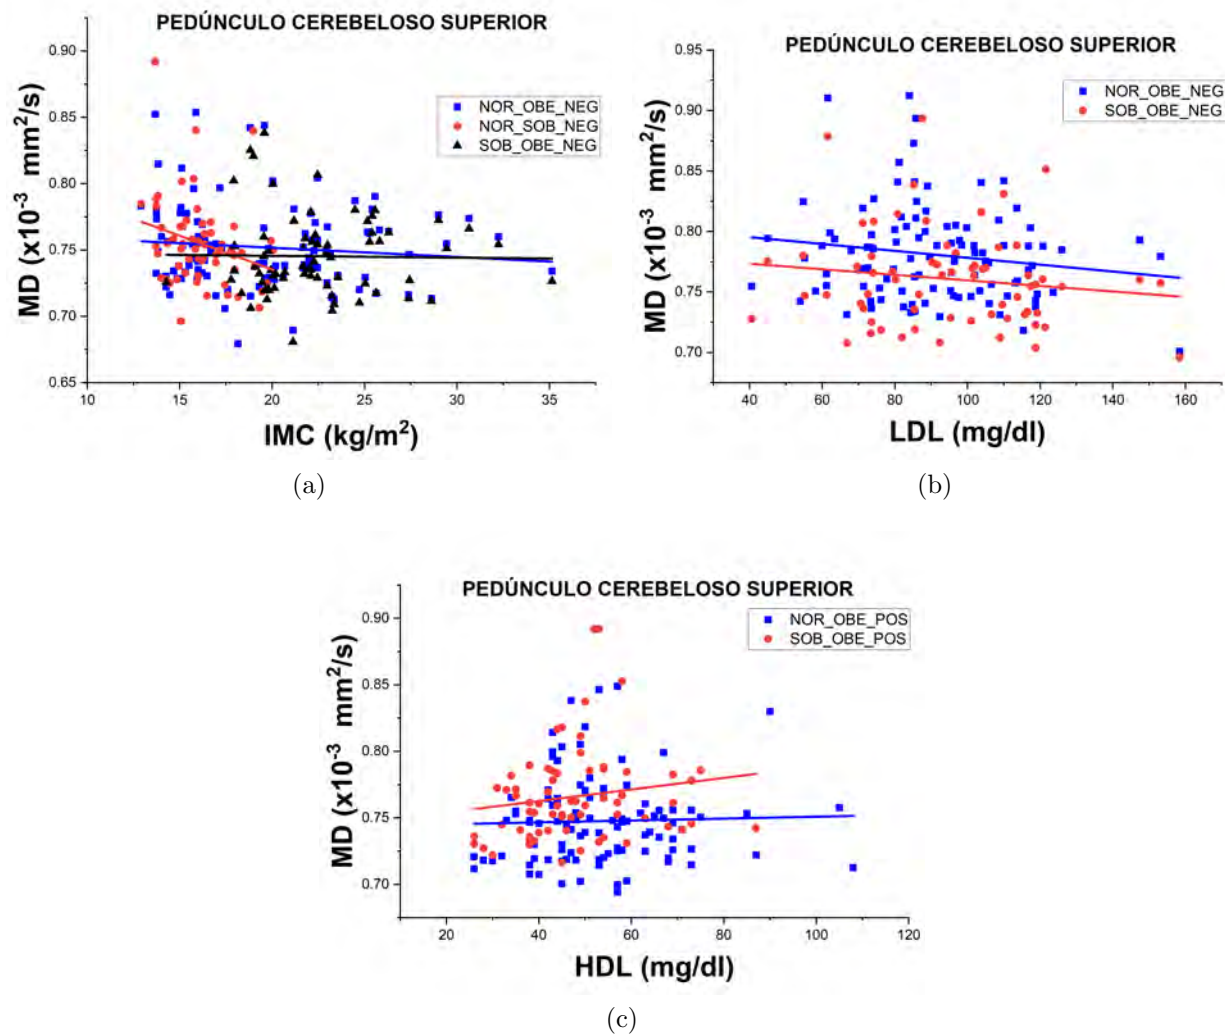 PEDÚNCULO CEREBELOSO SUPERIOR
0.90
0.85
0.80
0.75
0.70
0.65
MD (x10⁻³ mm²/s)
NOR_OBE_NEG
NOR_SOB_NEG
SOB_OBE_NEG
10 15 20 25 30 35
IMC (kg/m²)
(a)
PEDÚNCULO CEREBELOSO SUPERIOR
0.95
0.90
0.85
0.80
0.75
0.70
MD (x10⁻³ mm²/s)
NOR_OBE_NEG
SOB_OBE_NEG
40 60 80 100 120 140 160
LDL (mg/dl)
(b)
PEDÚNCULO CEREBELOSO SUPERIOR
0.90
0.85
0.80
0.75
0.70
MD (x10⁻³ mm²/s)
NOR_OBE_POS
SOB_OBE_POS
20 40 60 80 100 120
HDL (mg/dl)
(c)